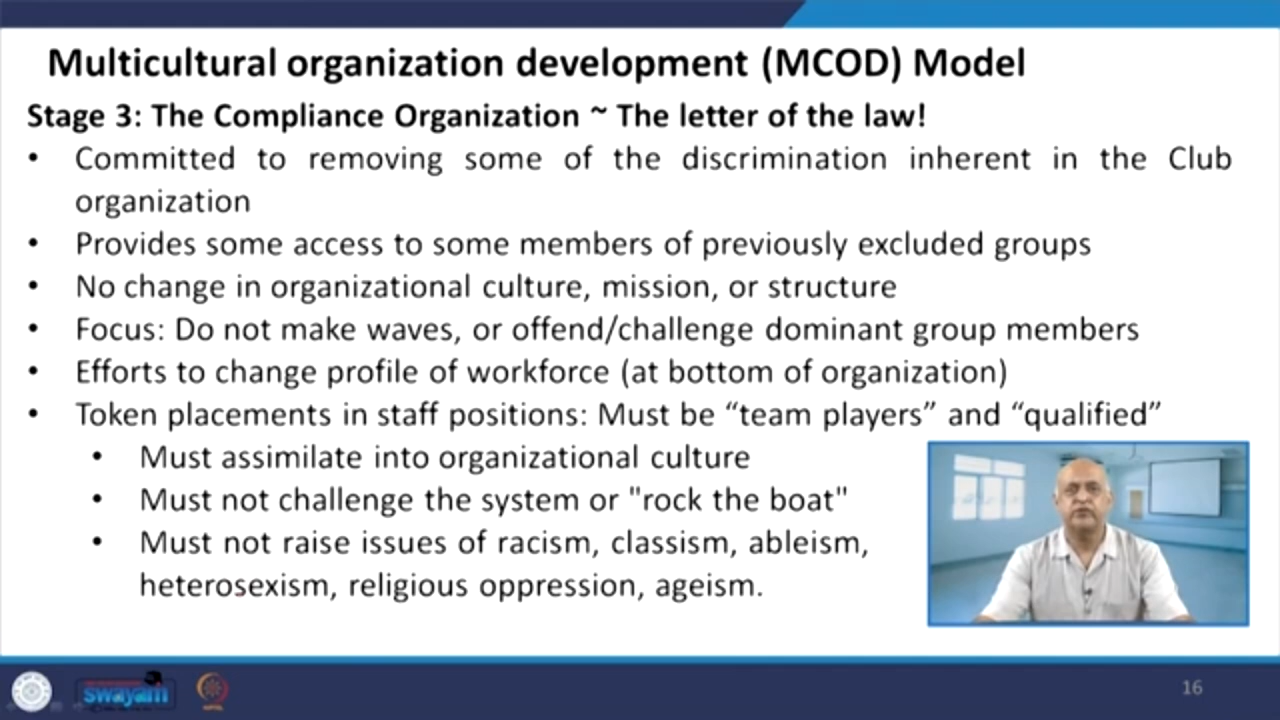 Multicultural organization development (MCOD) Model
Stage 3: The Compliance Organization ~ The letter of the law!
• Committed to removing some of the discrimination inherent in the Club
organization
• Provides some access to some members of previously excluded groups
• No change in organizational culture, mission, or structure
• Focus: Do not make waves, or offend/challenge dominant group members
• Efforts to change profile of workforce (at bottom of organization)
• Token placements in staff positions: Must be “team players” and “qualified”
• Must assimilate into organizational culture
• Must not challenge the system or "rock the boat"
• Must not raise issues of racism, classism, ableism,
heterosexism, religious oppression, ageism.
swayam
16